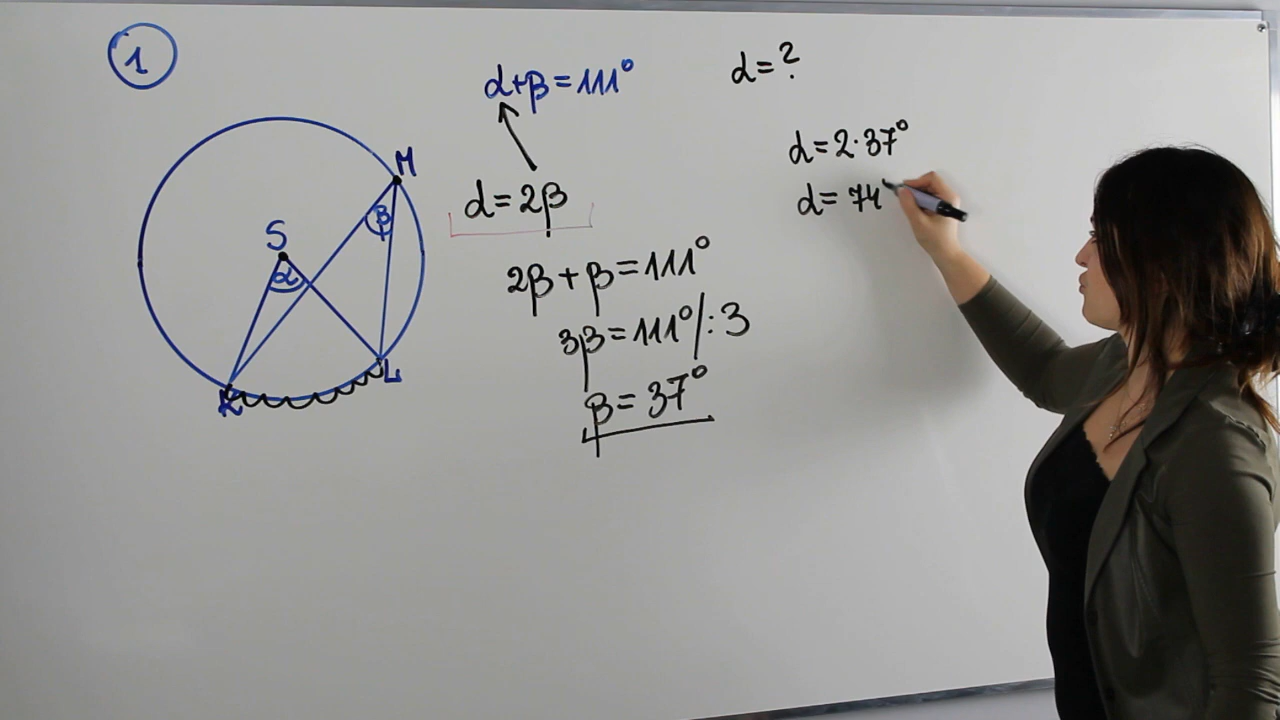 1
α+β=111°
α=2β
2β+β=111°
3β=111°/:3
β=37°
α=?
α=2·37°
α=74
M
β
S
α
K
L